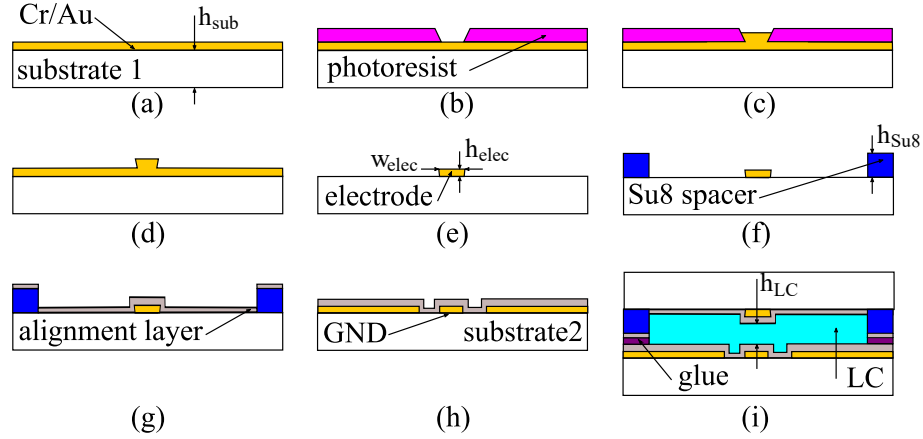 Cr/Au
h_sub
substrate 1
(a)
photoresist
(b)
(c)
(d)
w_elec
h_elec
electrode
(e)
h_Su8
Su8 spacer
(f)
alignment layer
(g)
GND
substrate2
(h)
h_LC
glue
LC
(i)